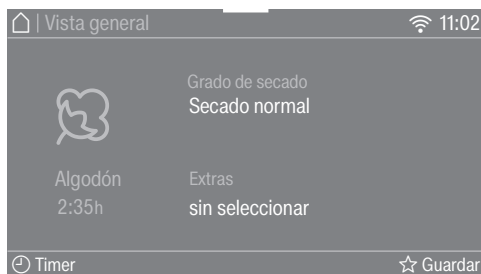 | Vista general 11:02
Grado de secado
Secado normal
Algodón
2:35h
Extras
sin seleccionar
Timer Guardar